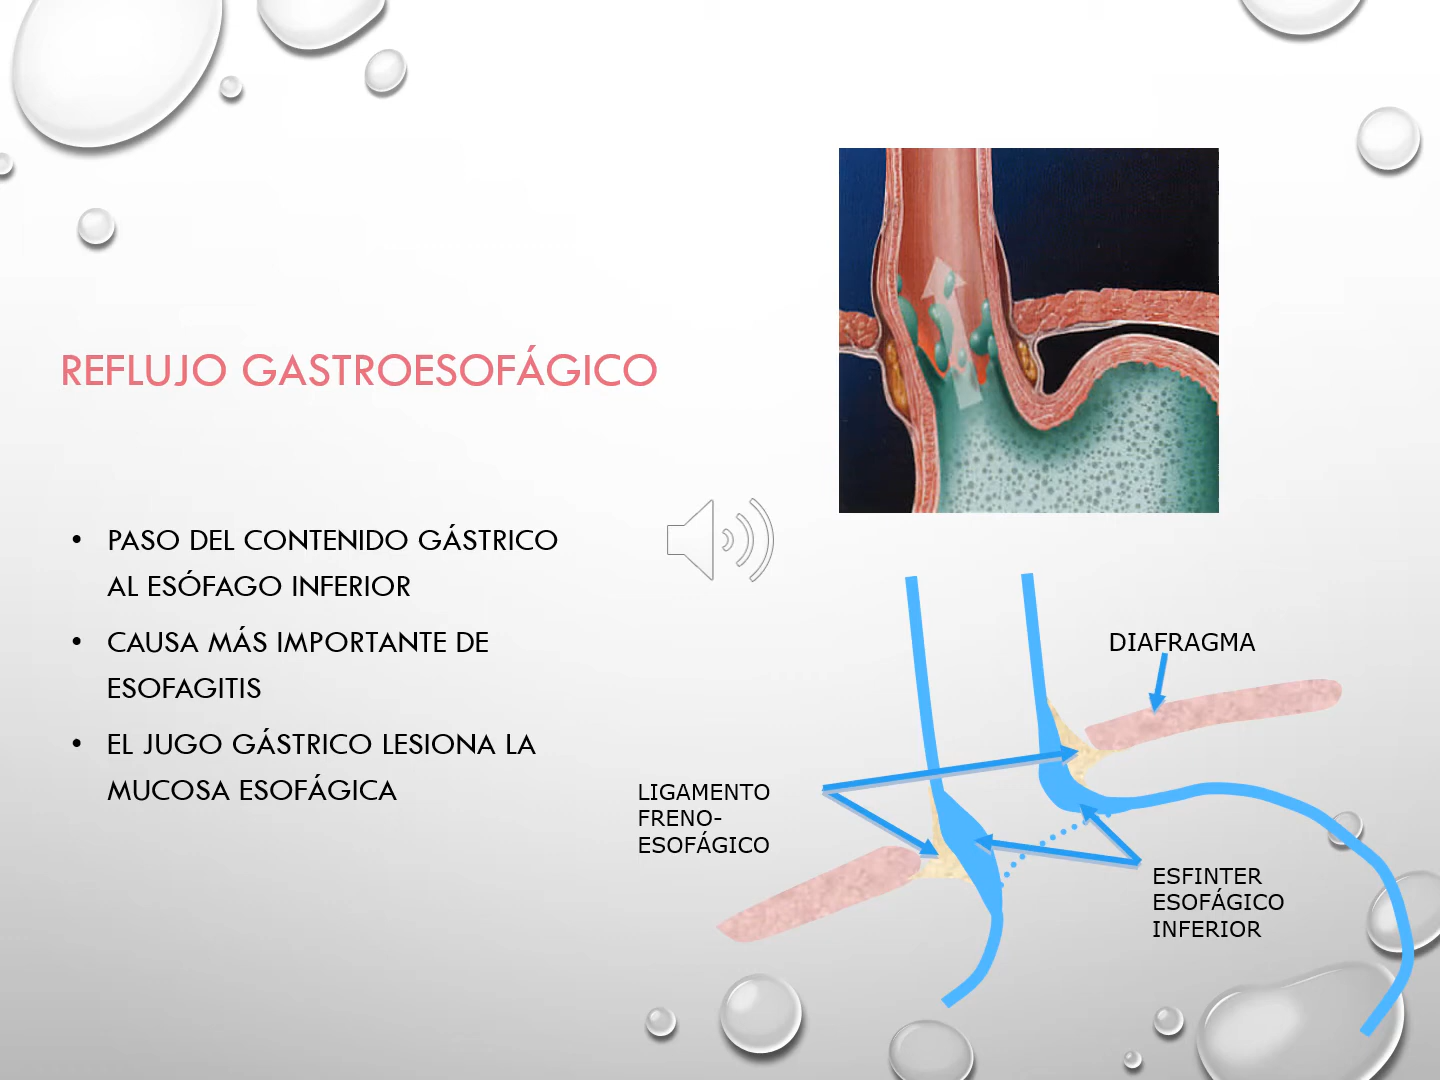 REFLUJO GASTROESOFÁGICO
• PASO DEL CONTENIDO GÁSTRICO
AL ESÓFAGO INFERIOR
• CAUSA MÁS IMPORTANTE DE
ESOFAGITIS
• EL JUGO GÁSTRICO LESIONA LA
MUCOSA ESOFÁGICA
DIAFRAGMA
LIGAMENTO
FRENO-
ESOFÁGICO
ESFINTER
ESOFÁGICO
INFERIOR